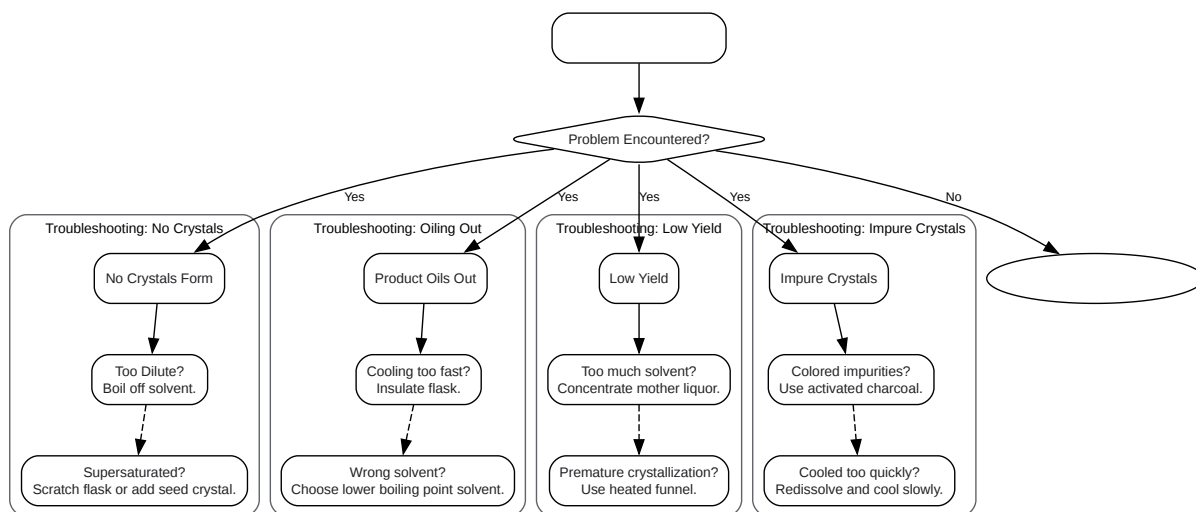 Problem Encountered?
Yes
Yes
Yes
Yes
No
Troubleshooting: No Crystals
Troubleshooting: Oiling Out
Troubleshooting: Low Yield
Troubleshooting: Impure Crystals
No Crystals Form
Product Oils Out
Low Yield
Impure Crystals
Too Dilute?
Boil off solvent.
Cooling too fast?
Insulate flask.
Too much solvent?
Concentrate mother liquor.
Colored impurities?
Use activated charcoal.
Supersaturated?
Scratch flask or add seed crystal.
Wrong solvent?
Choose lower boiling point solvent.
Premature crystallization?
Use heated funnel.
Cooled too quickly?
Redissolve and cool slowly.